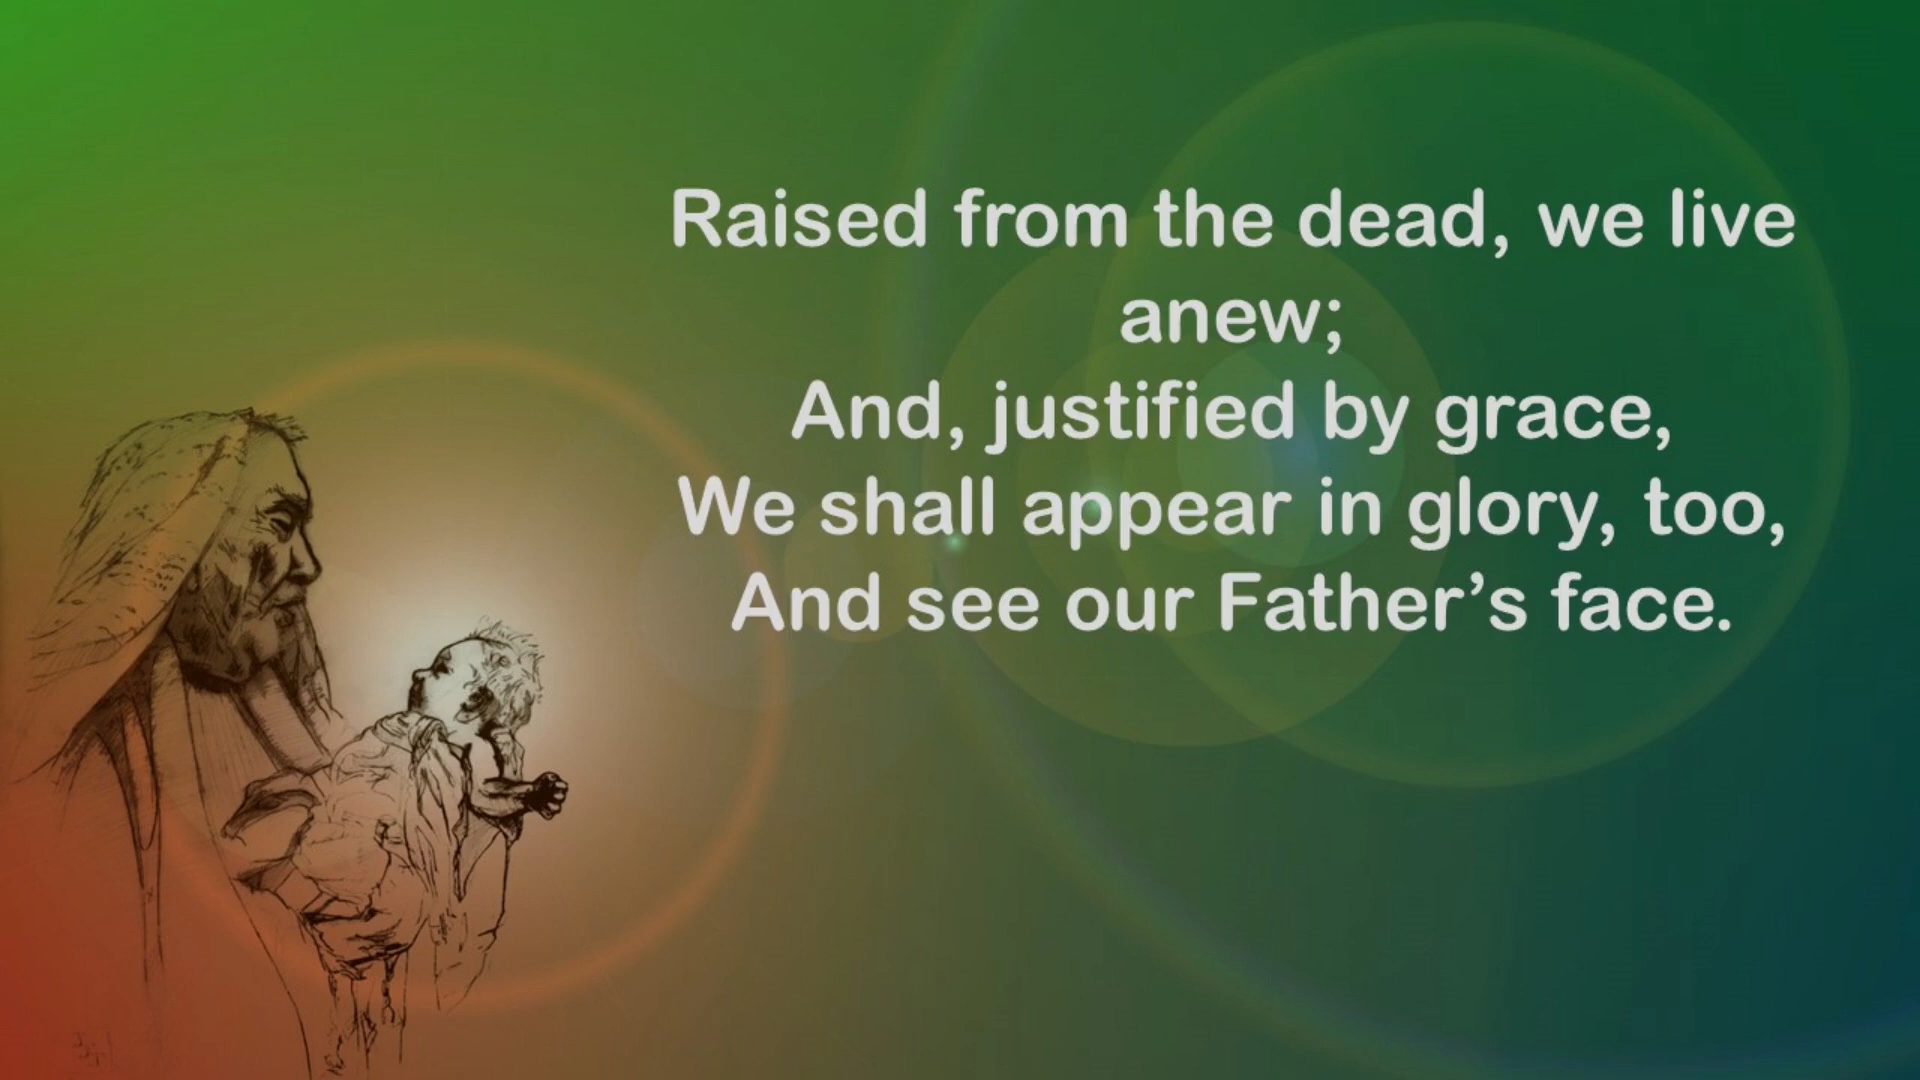 Raised from the dead, we live
anew;
And, justified by grace,
We shall appear in glory, too,
And see our Father’s face.